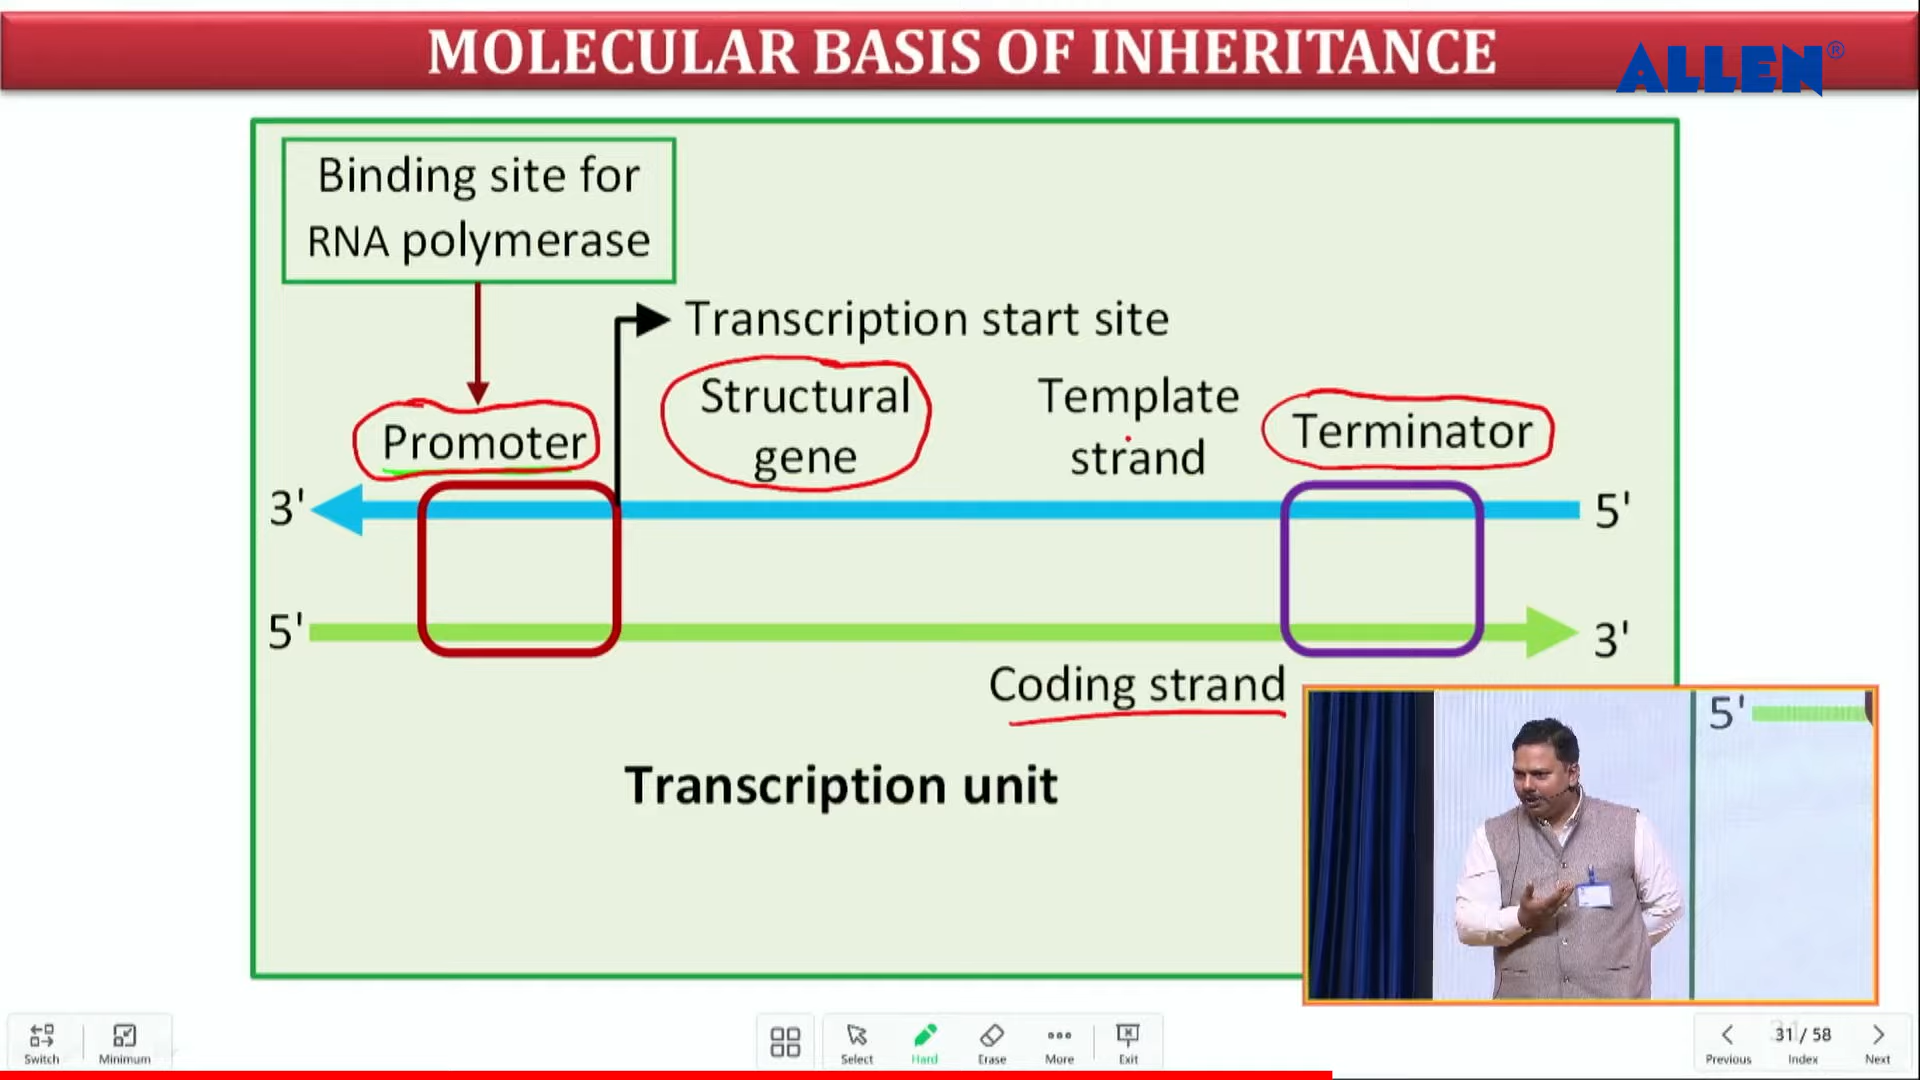 MOLECULAR BASIS OF INHERITANCE
ALLEN®
Binding site for
RNA polymerase
Transcription start site
Structural
gene
Template
strand
Promoter
Terminator
3'
5'
5'
3'
Coding strand
Transcription unit
5'
Switch
Minimum
Select
Hard
Erase
More
Exit
Previous
31 / 58
Index
Next